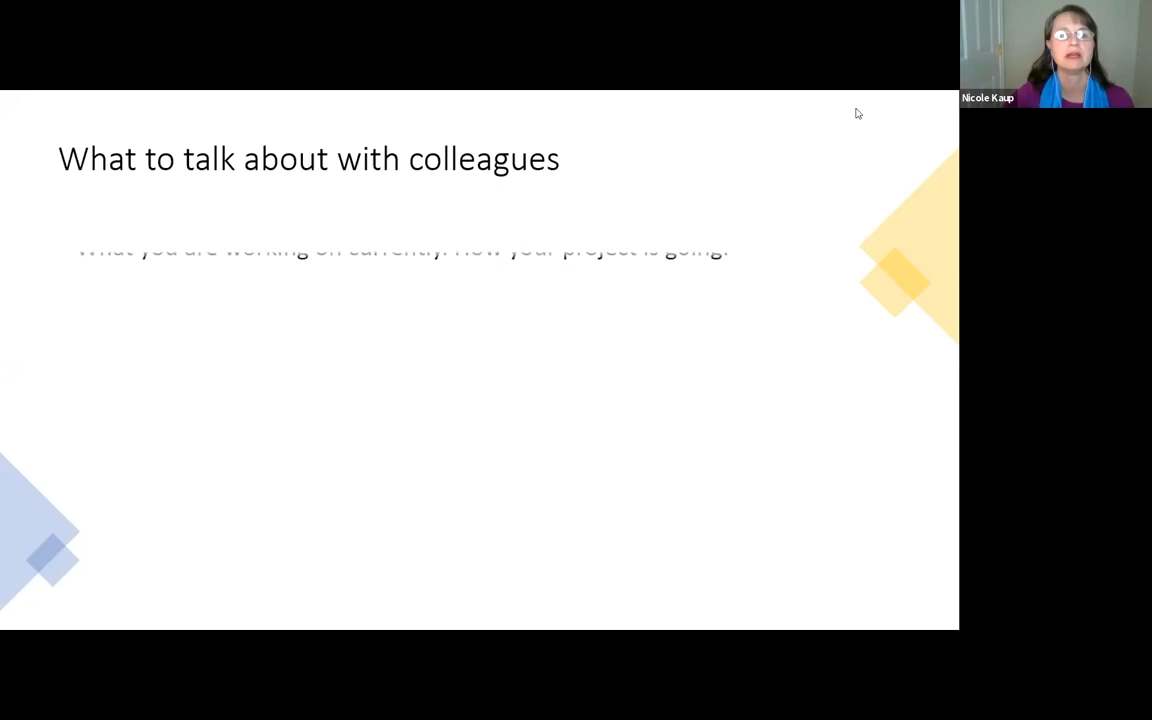 Nicole Kaup
What to talk about with colleagues
What you are working on currently. How your project is going.